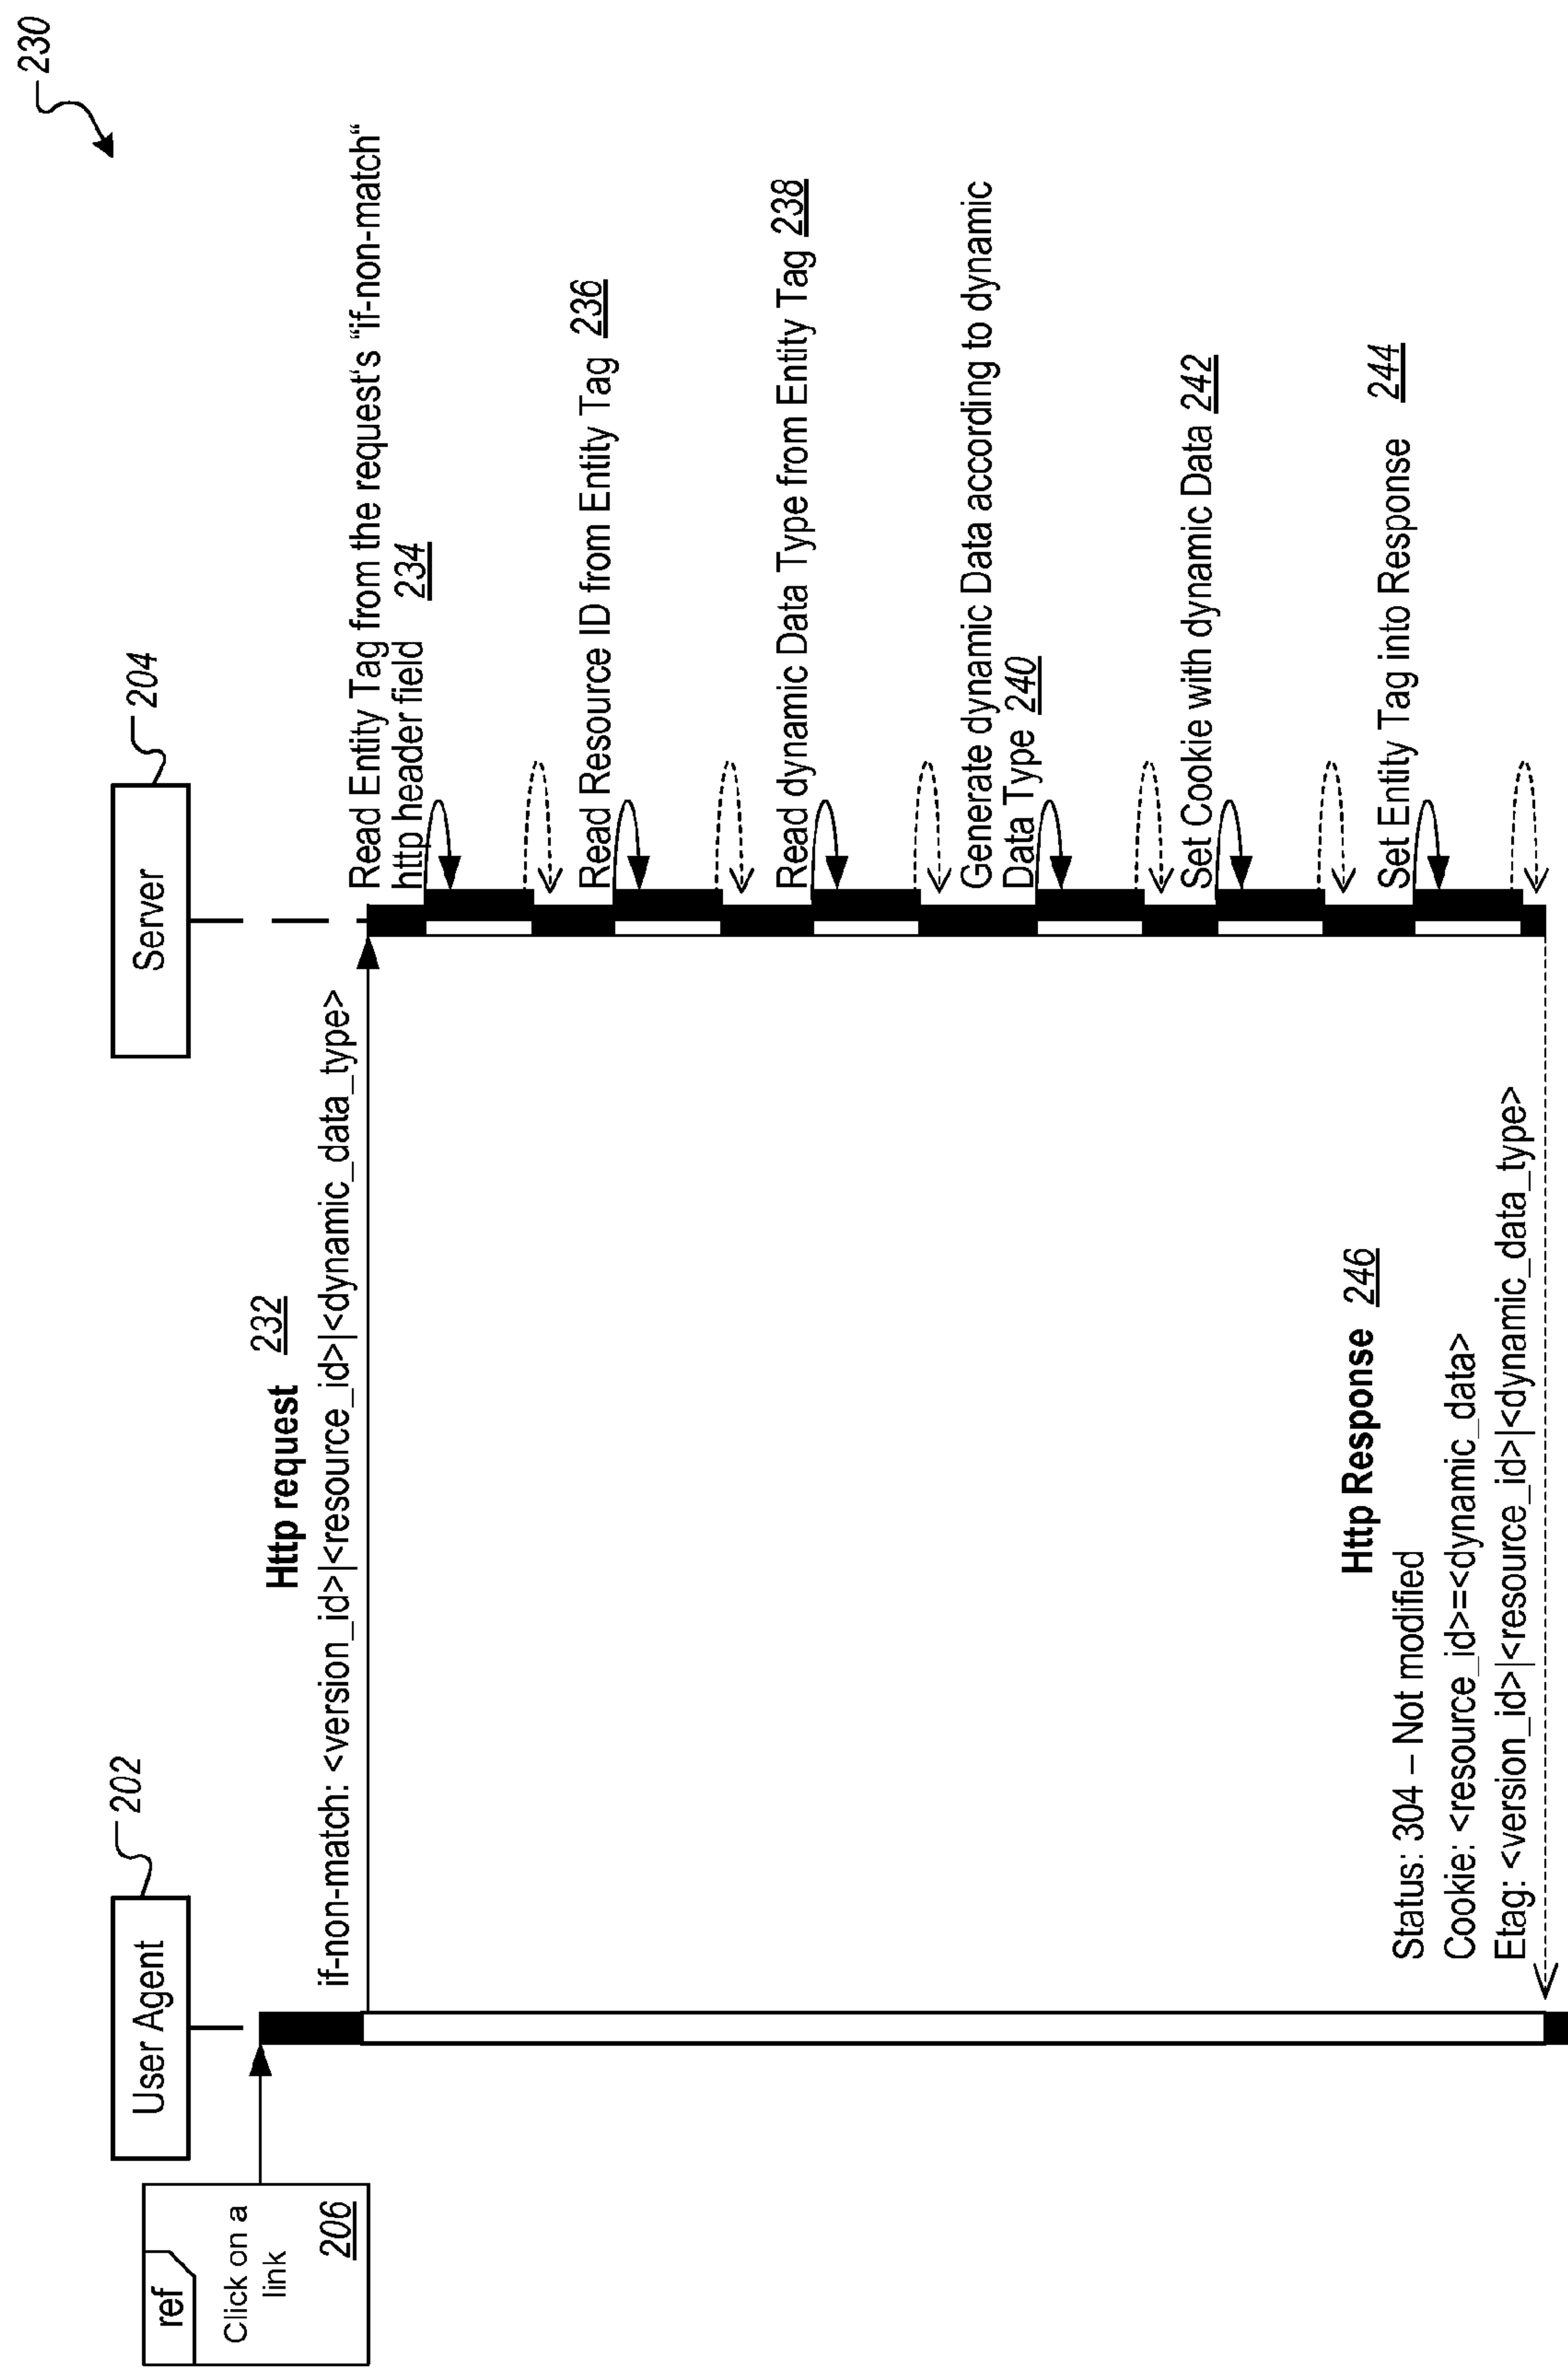 230
ref
Click on a
link
206
User Agent
202
Server
204
Http request 232
if-non-match: <version_id>|<resource_id>|<dynamic_data_type>
Read Entity Tag from the request‘s “if-non-match“
http header field 234
Read Resource ID from Entity Tag 236
Read dynamic Data Type from Entity Tag 238
Generate dynamic Data according to dynamic
Data Type 240
Set Cookie with dynamic Data 242
Set Entity Tag into Response 244
Http Response 246
Status: 304 – Not modified
Cookie: <resource_id>=<dynamic_data>
Etag: <version_id>|<resource_id>|<dynamic_data_type>